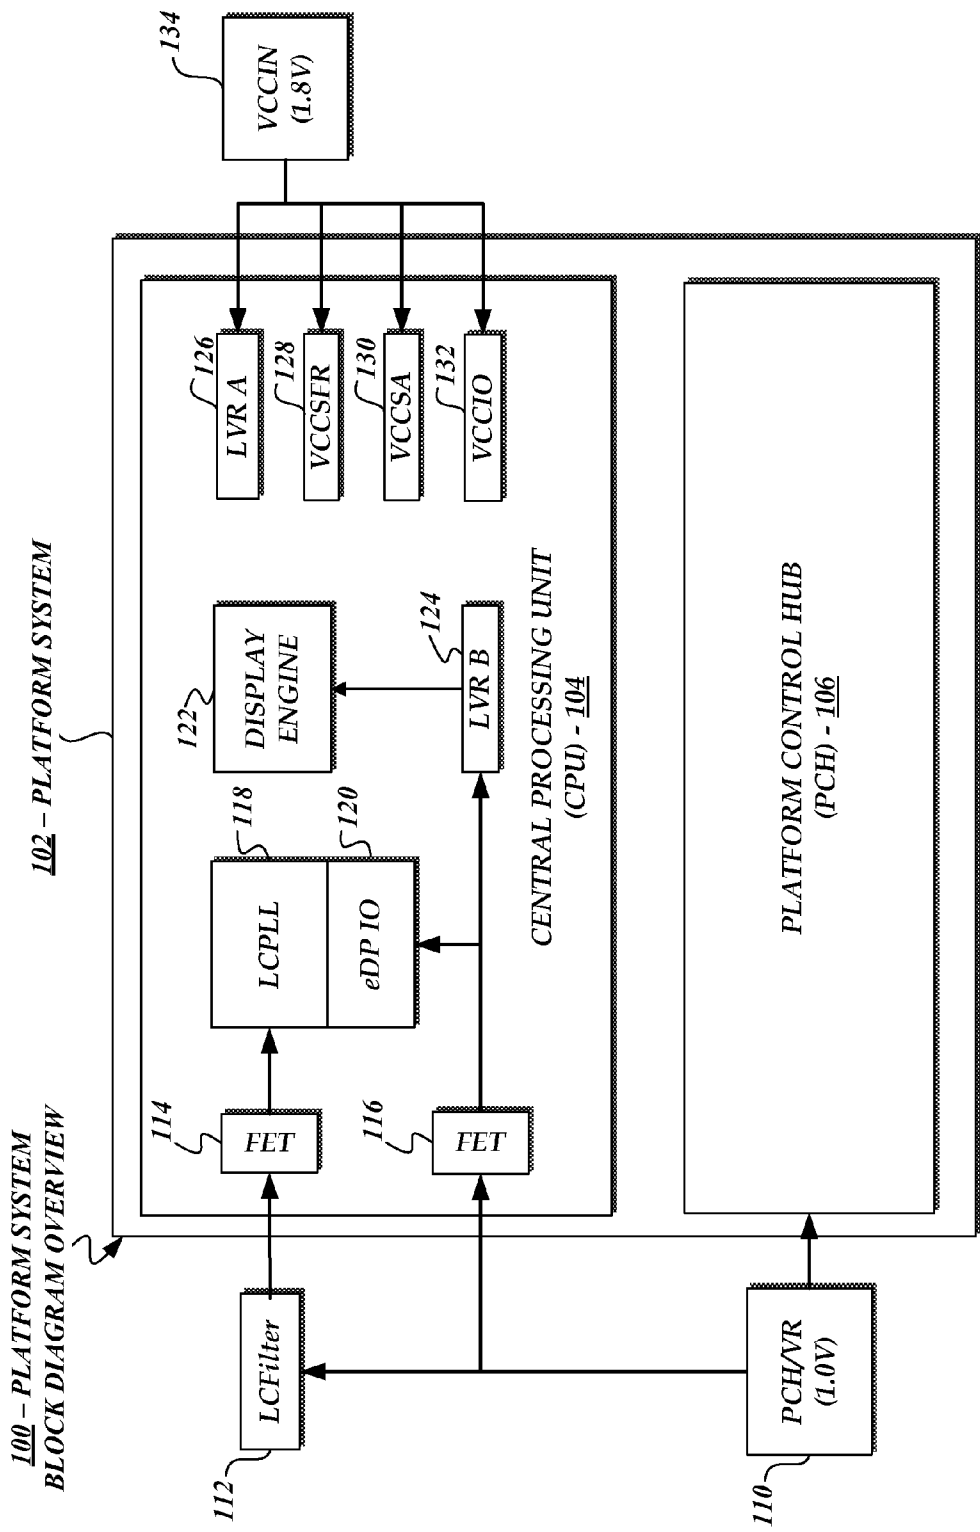 100 – PLATFORM SYSTEM
BLOCK DIAGRAM OVERVIEW
102 – PLATFORM SYSTEM
134
VCCIN
(1.8V)
112
LCFilter
114
FET
118
LCPLL
120
eDP IO
122
DISPLAY
ENGINE
126
LVR A
128
VCCSFR
130
VCCSA
132
VCCIO
116
FET
124
LVR B
CENTRAL PROCESSING UNIT
(CPU) - 104
110
PCH/VR
(1.0V)
PLATFORM CONTROL HUB
(PCH) - 106